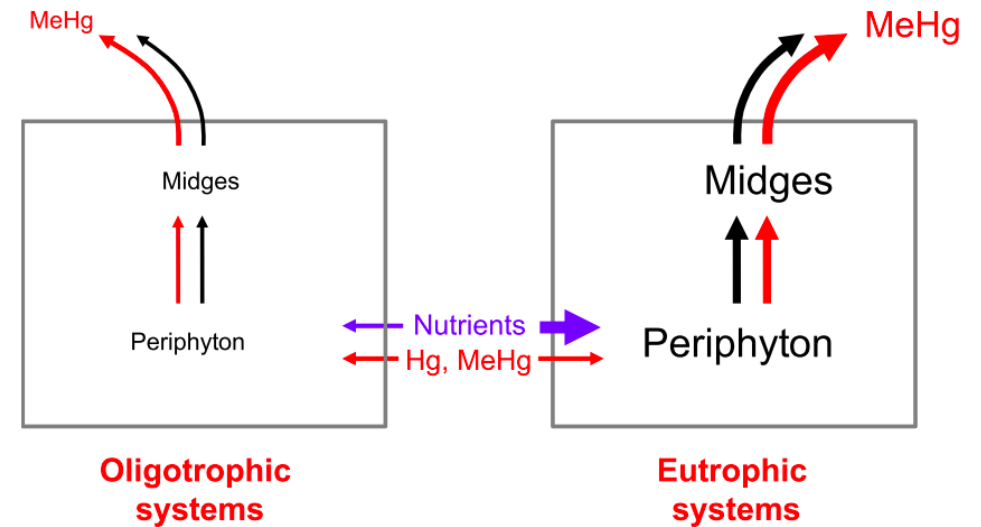 MeHg
MeHg
Midges
Midges
Nutrients
Periphyton
Periphyton
Hg, MeHg
Oligotrophic
systems
Eutrophic
systems